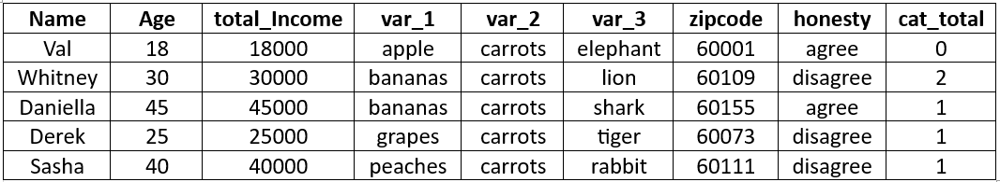 Name Age total_Income var_1 var_2 var_3 zipcode honesty cat_total
Val 18 18000 apple carrots elephant 60001 agree 0
Whitney 30 30000 bananas carrots lion 60109 disagree 2
Daniella 45 45000 bananas carrots shark 60155 agree 1
Derek 25 25000 grapes carrots tiger 60073 disagree 1
Sasha 40 40000 peaches carrots rabbit 60111 disagree 1